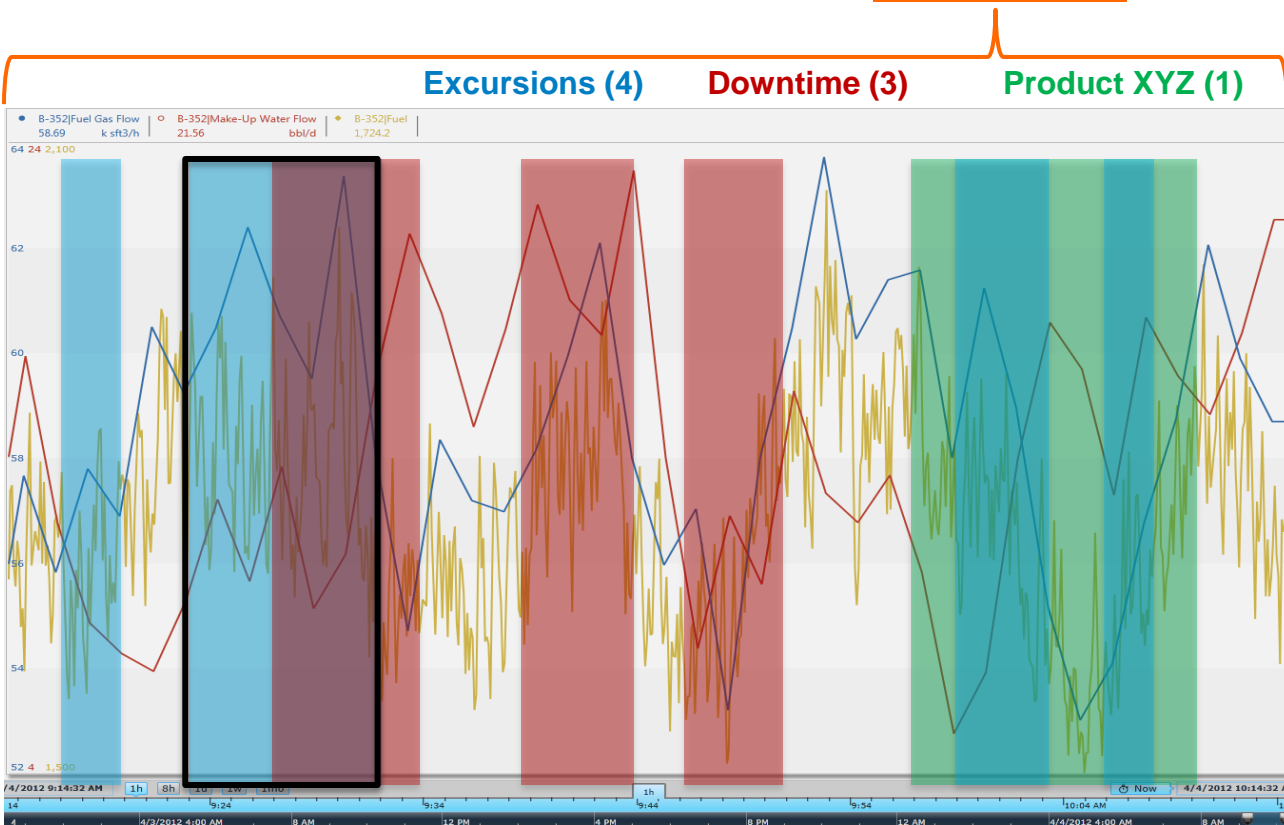 Excursions (4) Downtime (3) Product XYZ (1)
B-352|Fuel Gas Flow B-352|Make-Up Water Flow B-352|Fuel
58.69 k sft3/h 21.56 bbl/d 1,724.2
64 24 2,100
62
60
58
56
54
52 4 1,500
/4/2012 9:14:32 AM 1h 8h 1d 1w 1mo 1h Now 4/4/2012 10:14:32
14 9:24 9:34 9:44 9:54 10:04 AM
4/3/2012 4:00 AM 8 AM 12 PM 4 PM 8 PM 12 AM 4/4/2012 4:00 AM 8 AM